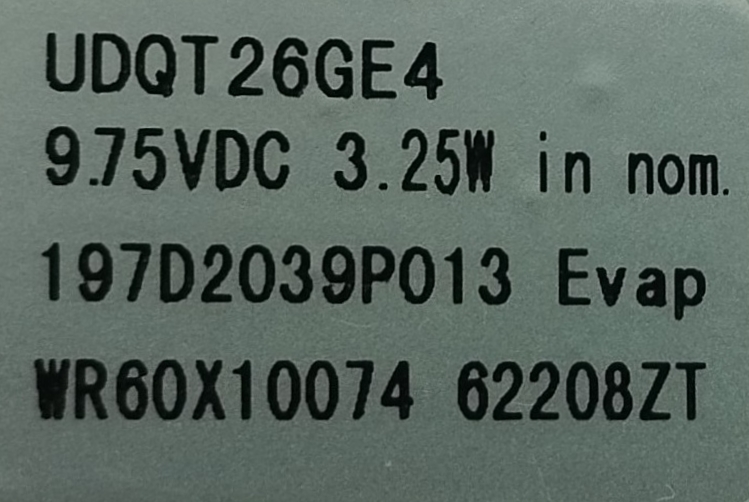 UDQT26GE4
9.75VDC 3.25W in nom.
197D2039P013 Evap
WR60X10074 62208ZT